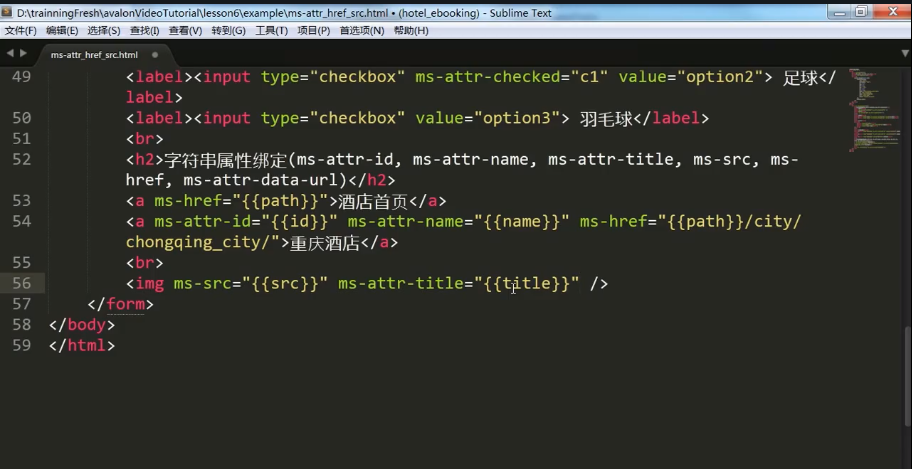 D:\trainningFresh\avalonVideoTutorial\lesson6\example\ms-attr_href_src.html • (hotel_ebooking) - Sublime Text
文件(F) 编辑(E) 选择(S) 查找(I) 查看(V) 转到(G) 工具(T) 项目(P) 首选项(N) 帮助(H)
ms-attr_href_src.html
49 <label><input type="checkbox" ms-attr-checked="c1" value="option2"> 足球</
label>
50 <label><input type="checkbox" value="option3"> 羽毛球</label>
51 <br>
52 <h2>字符串属性绑定(ms-attr-id, ms-attr-name, ms-attr-title, ms-src, ms-
href, ms-attr-data-url)</h2>
53 <a ms-href="{{path}}">酒店首页</a>
54 <a ms-attr-id="{{id}}" ms-attr-name="{{name}}" ms-href="{{path}}/city/
chongqing_city/">重庆酒店</a>
55 <br>
56 <img ms-src="{{src}}" ms-attr-title="{{title}}" />
57 </form>
58 </body>
59 </html>